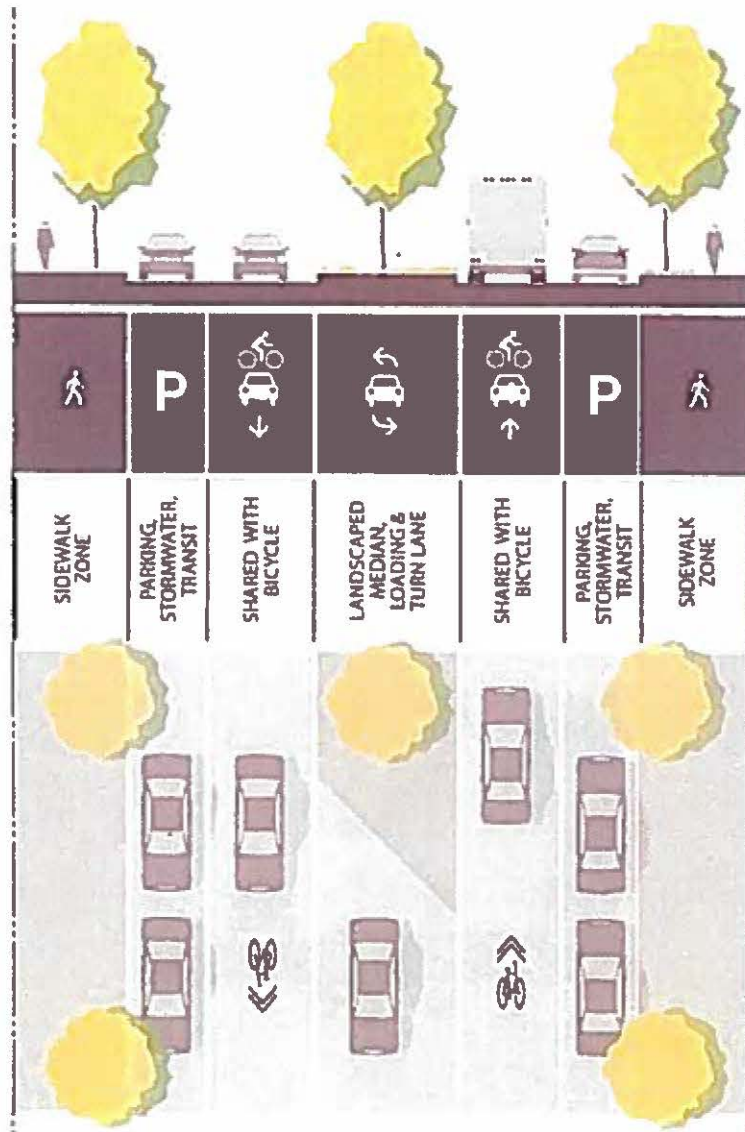 P
P
SIDEWALK
ZONE
PARKING,
STORMWATER,
TRANSIT
SHARED WITH
BICYCLE
LANDSCAPED
MEDIAN,
LOADING &
TURN LANE
SHARED WITH
BICYCLE
PARKING,
STORMWATER,
TRANSIT
SIDEWALK
ZONE